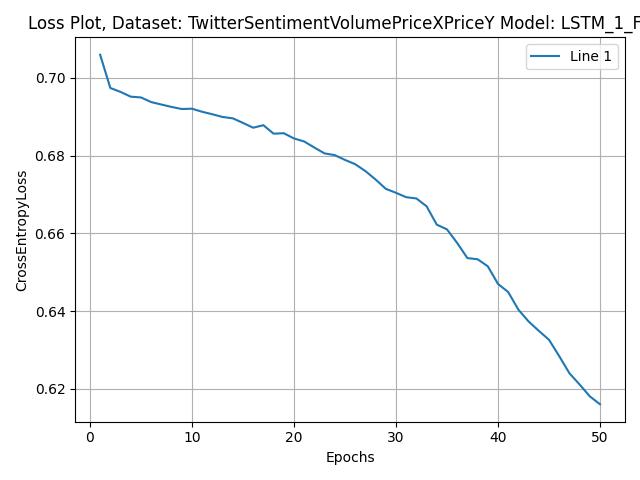 Loss Plot, Dataset: TwitterSentimentVolumePriceXPriceY Model: LSTM_1_F
Line 1
CrossEntropyLoss
0.70
0.68
0.66
0.64
0.62
0 10 20 30 40 50
Epochs